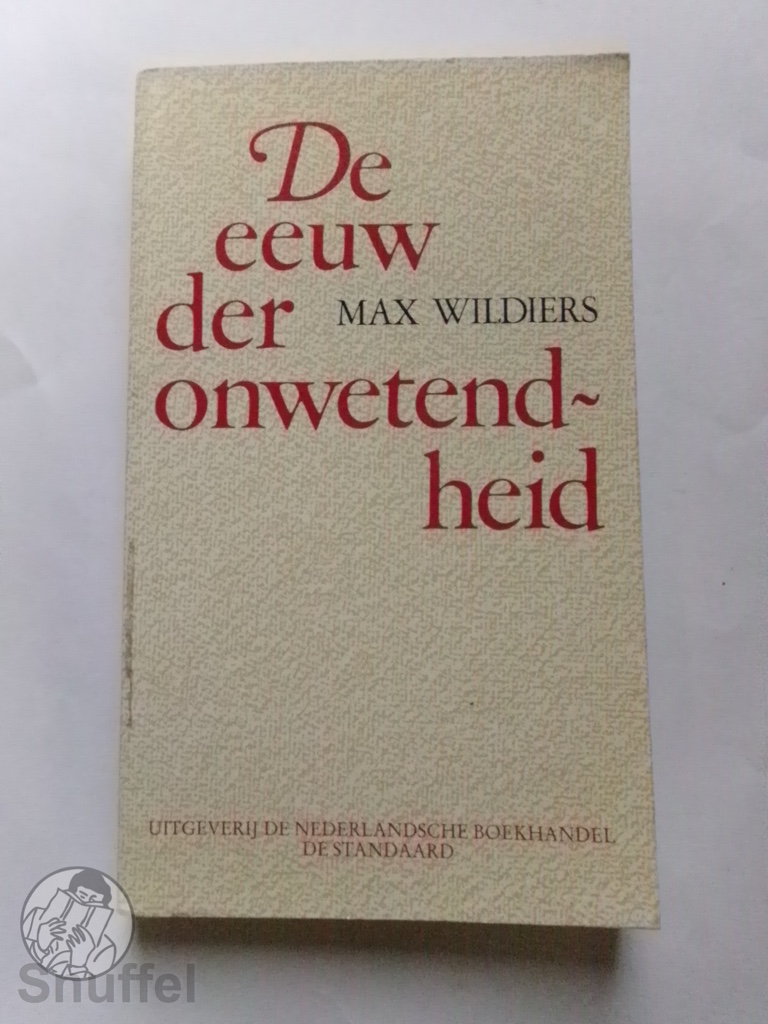 De
eeuw
der MAX WILDIERS
onwetend-
heid
UITGEVERIJ DE NEDERLANDSCHE BOEKHANDEL
DE STANDAARD
Snuffel